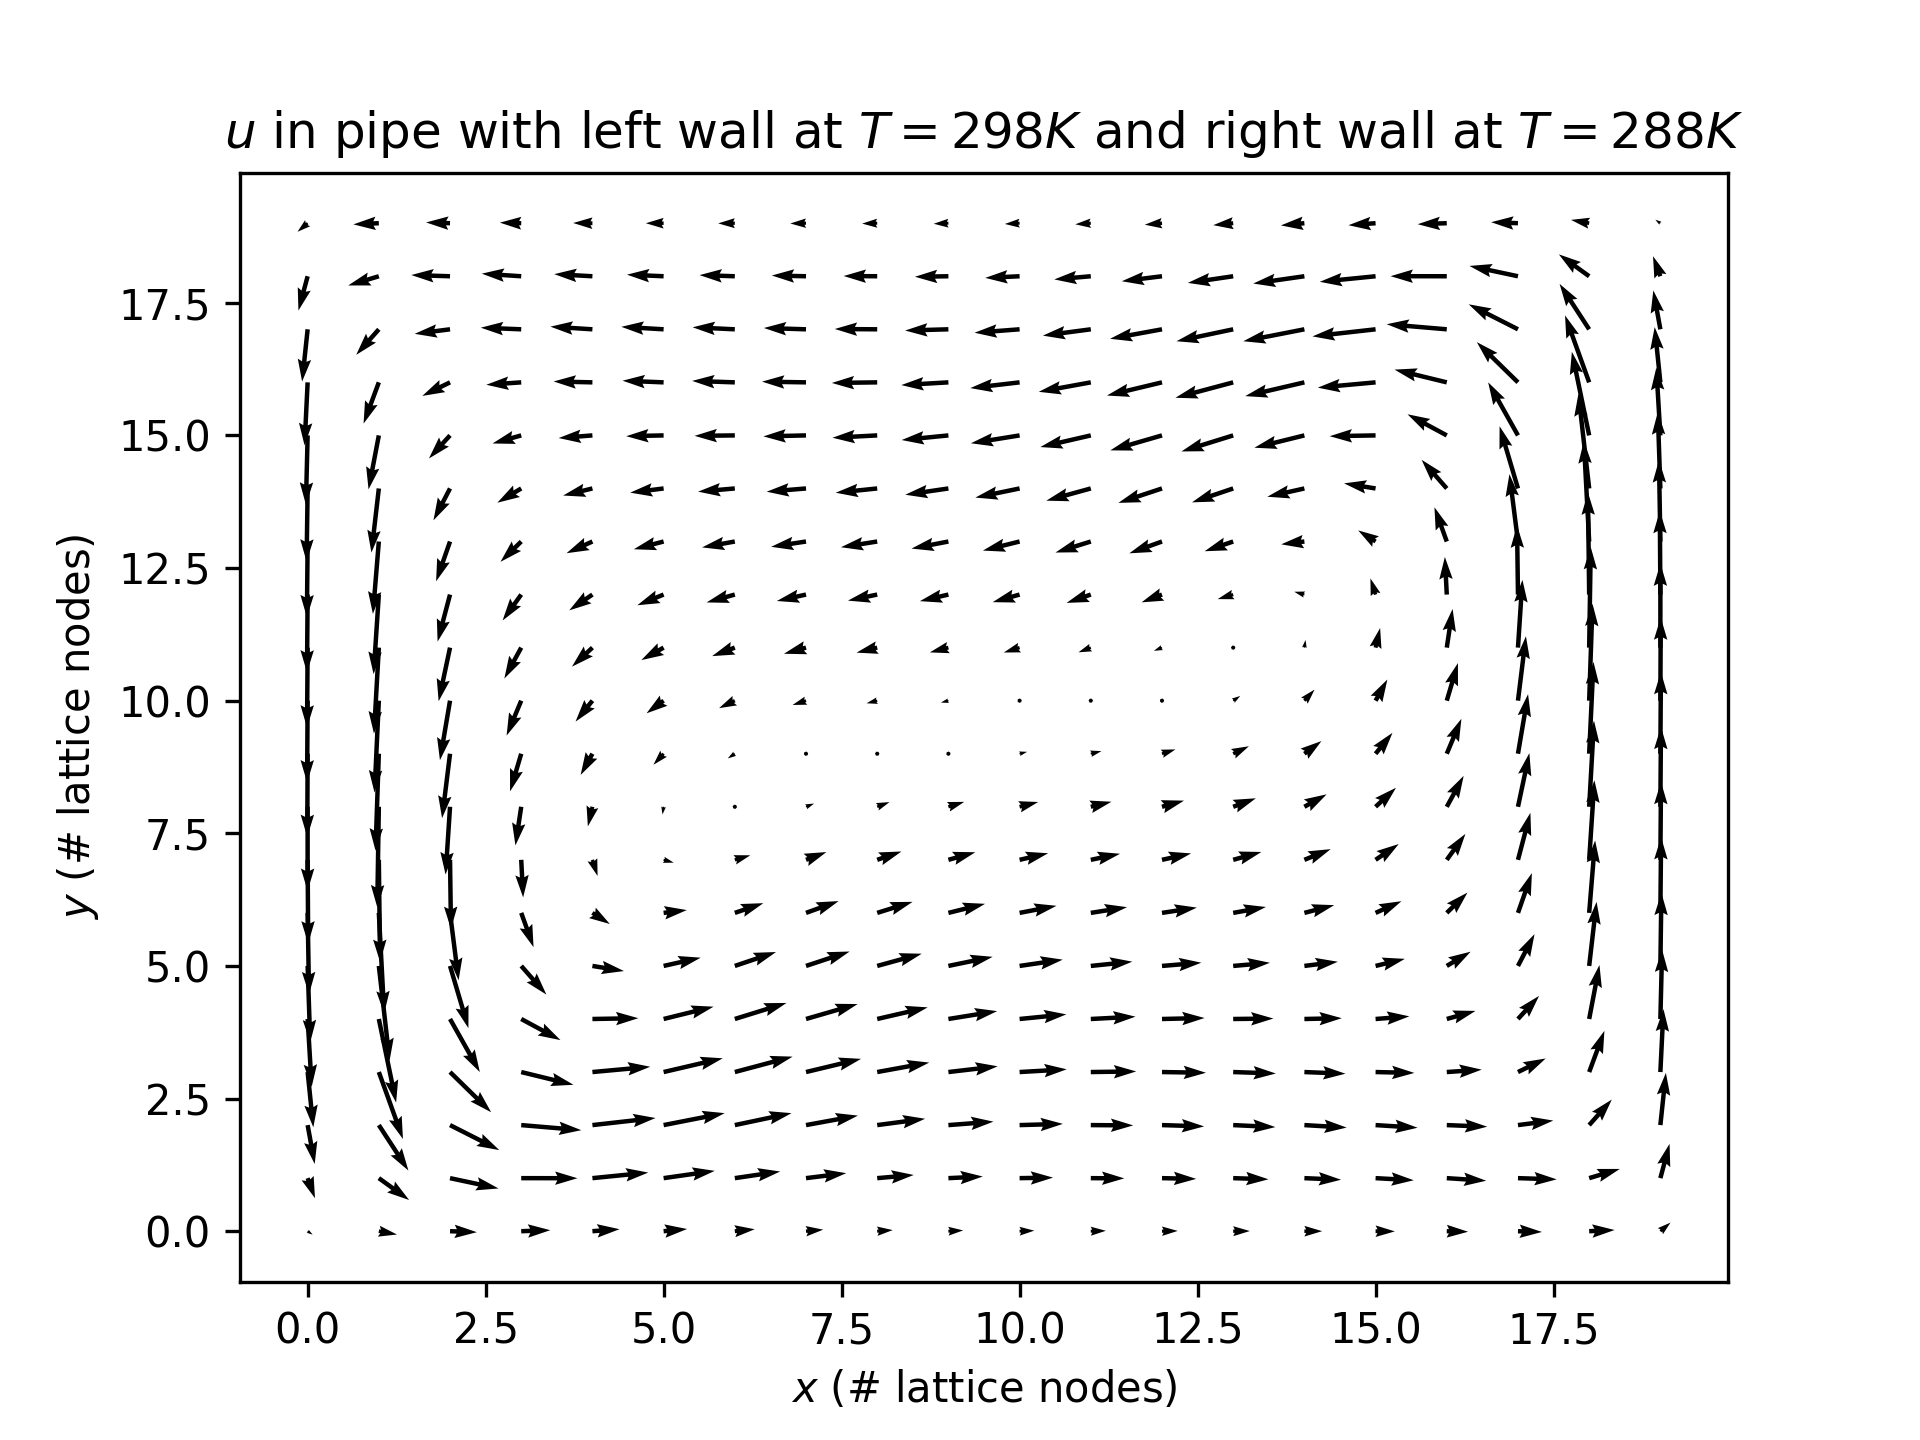 u in pipe with left wall at T = 298K and right wall at T = 288K
y (# lattice nodes)
17.5
15.0
12.5
10.0
7.5
5.0
2.5
0.0
0.0 2.5 5.0 7.5 10.0 12.5 15.0 17.5
x (# lattice nodes)